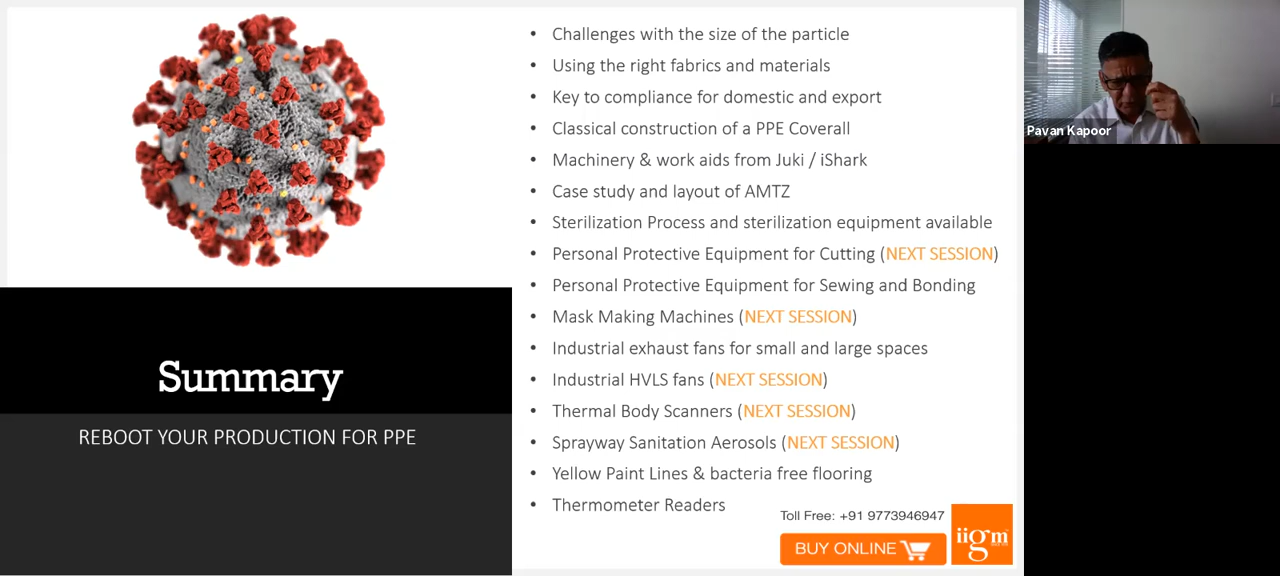 Summary
REBOOT YOUR PRODUCTION FOR PPE
• Challenges with the size of the particle
• Using the right fabrics and materials
• Key to compliance for domestic and export
• Classical construction of a PPE Coverall
• Machinery & work aids from Juki / iShark
• Case study and layout of AMTZ
• Sterilization Process and sterilization equipment available
• Personal Protective Equipment for Cutting (NEXT SESSION)
• Personal Protective Equipment for Sewing and Bonding
• Mask Making Machines (NEXT SESSION)
• Industrial exhaust fans for small and large spaces
• Industrial HVLS fans (NEXT SESSION)
• Thermal Body Scanners (NEXT SESSION)
• Sprayway Sanitation Aerosols (NEXT SESSION)
• Yellow Paint Lines & bacteria free flooring
• Thermometer Readers
Toll Free: +91 9773946947
BUY ONLINE
iigm
Pavan Kapoor